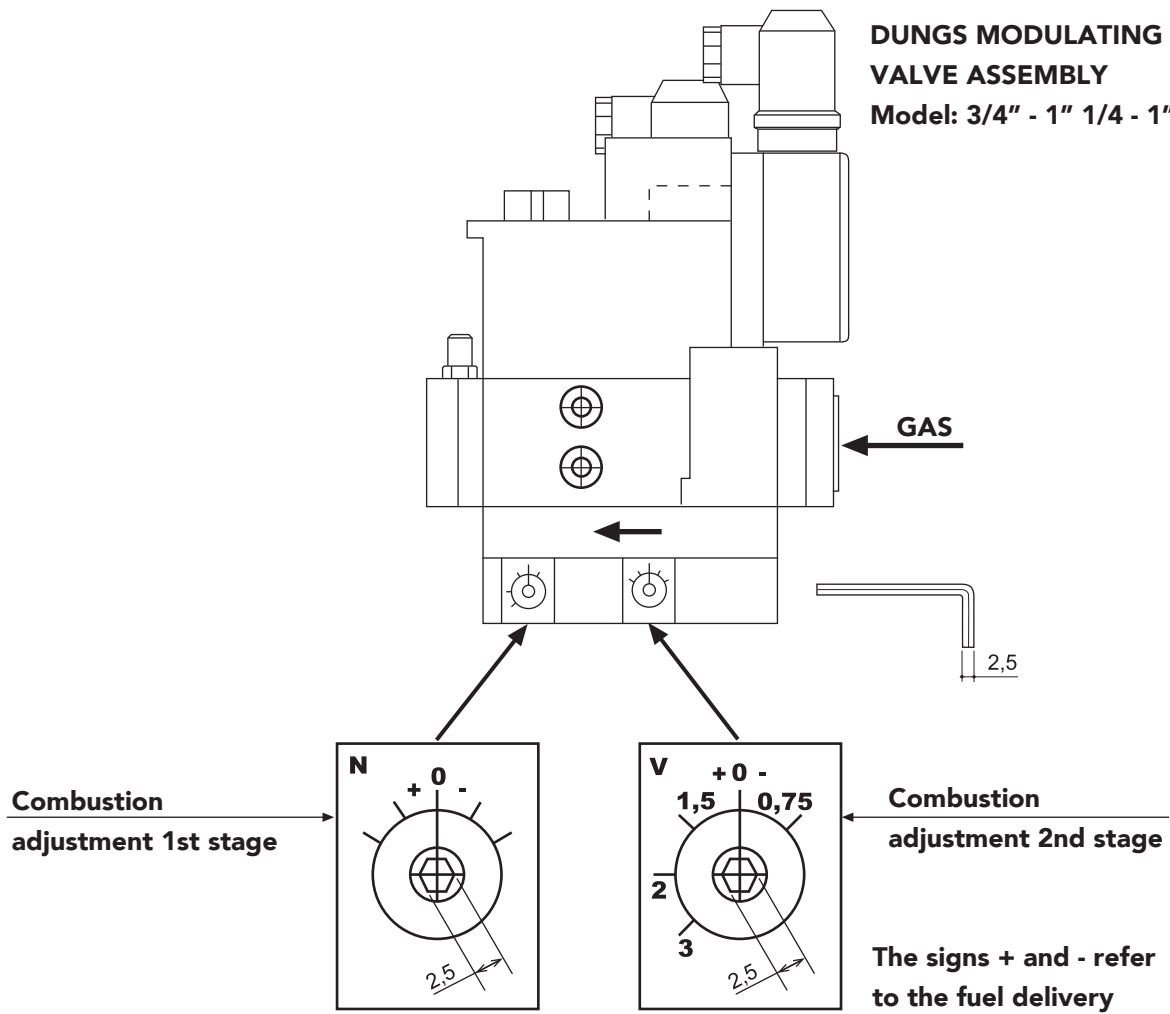 DUNGS MODULATING
VALVE ASSEMBLY
Model: 3/4” - 1” 1/4 - 1”
GAS
2,5
N
+ 0 -
2,5
V
+ 0 -
1,5 0,75
2
3
2,5
Combustion
adjustment 1st stage
Combustion
adjustment 2nd stage
The signs + and - refer
to the fuel delivery